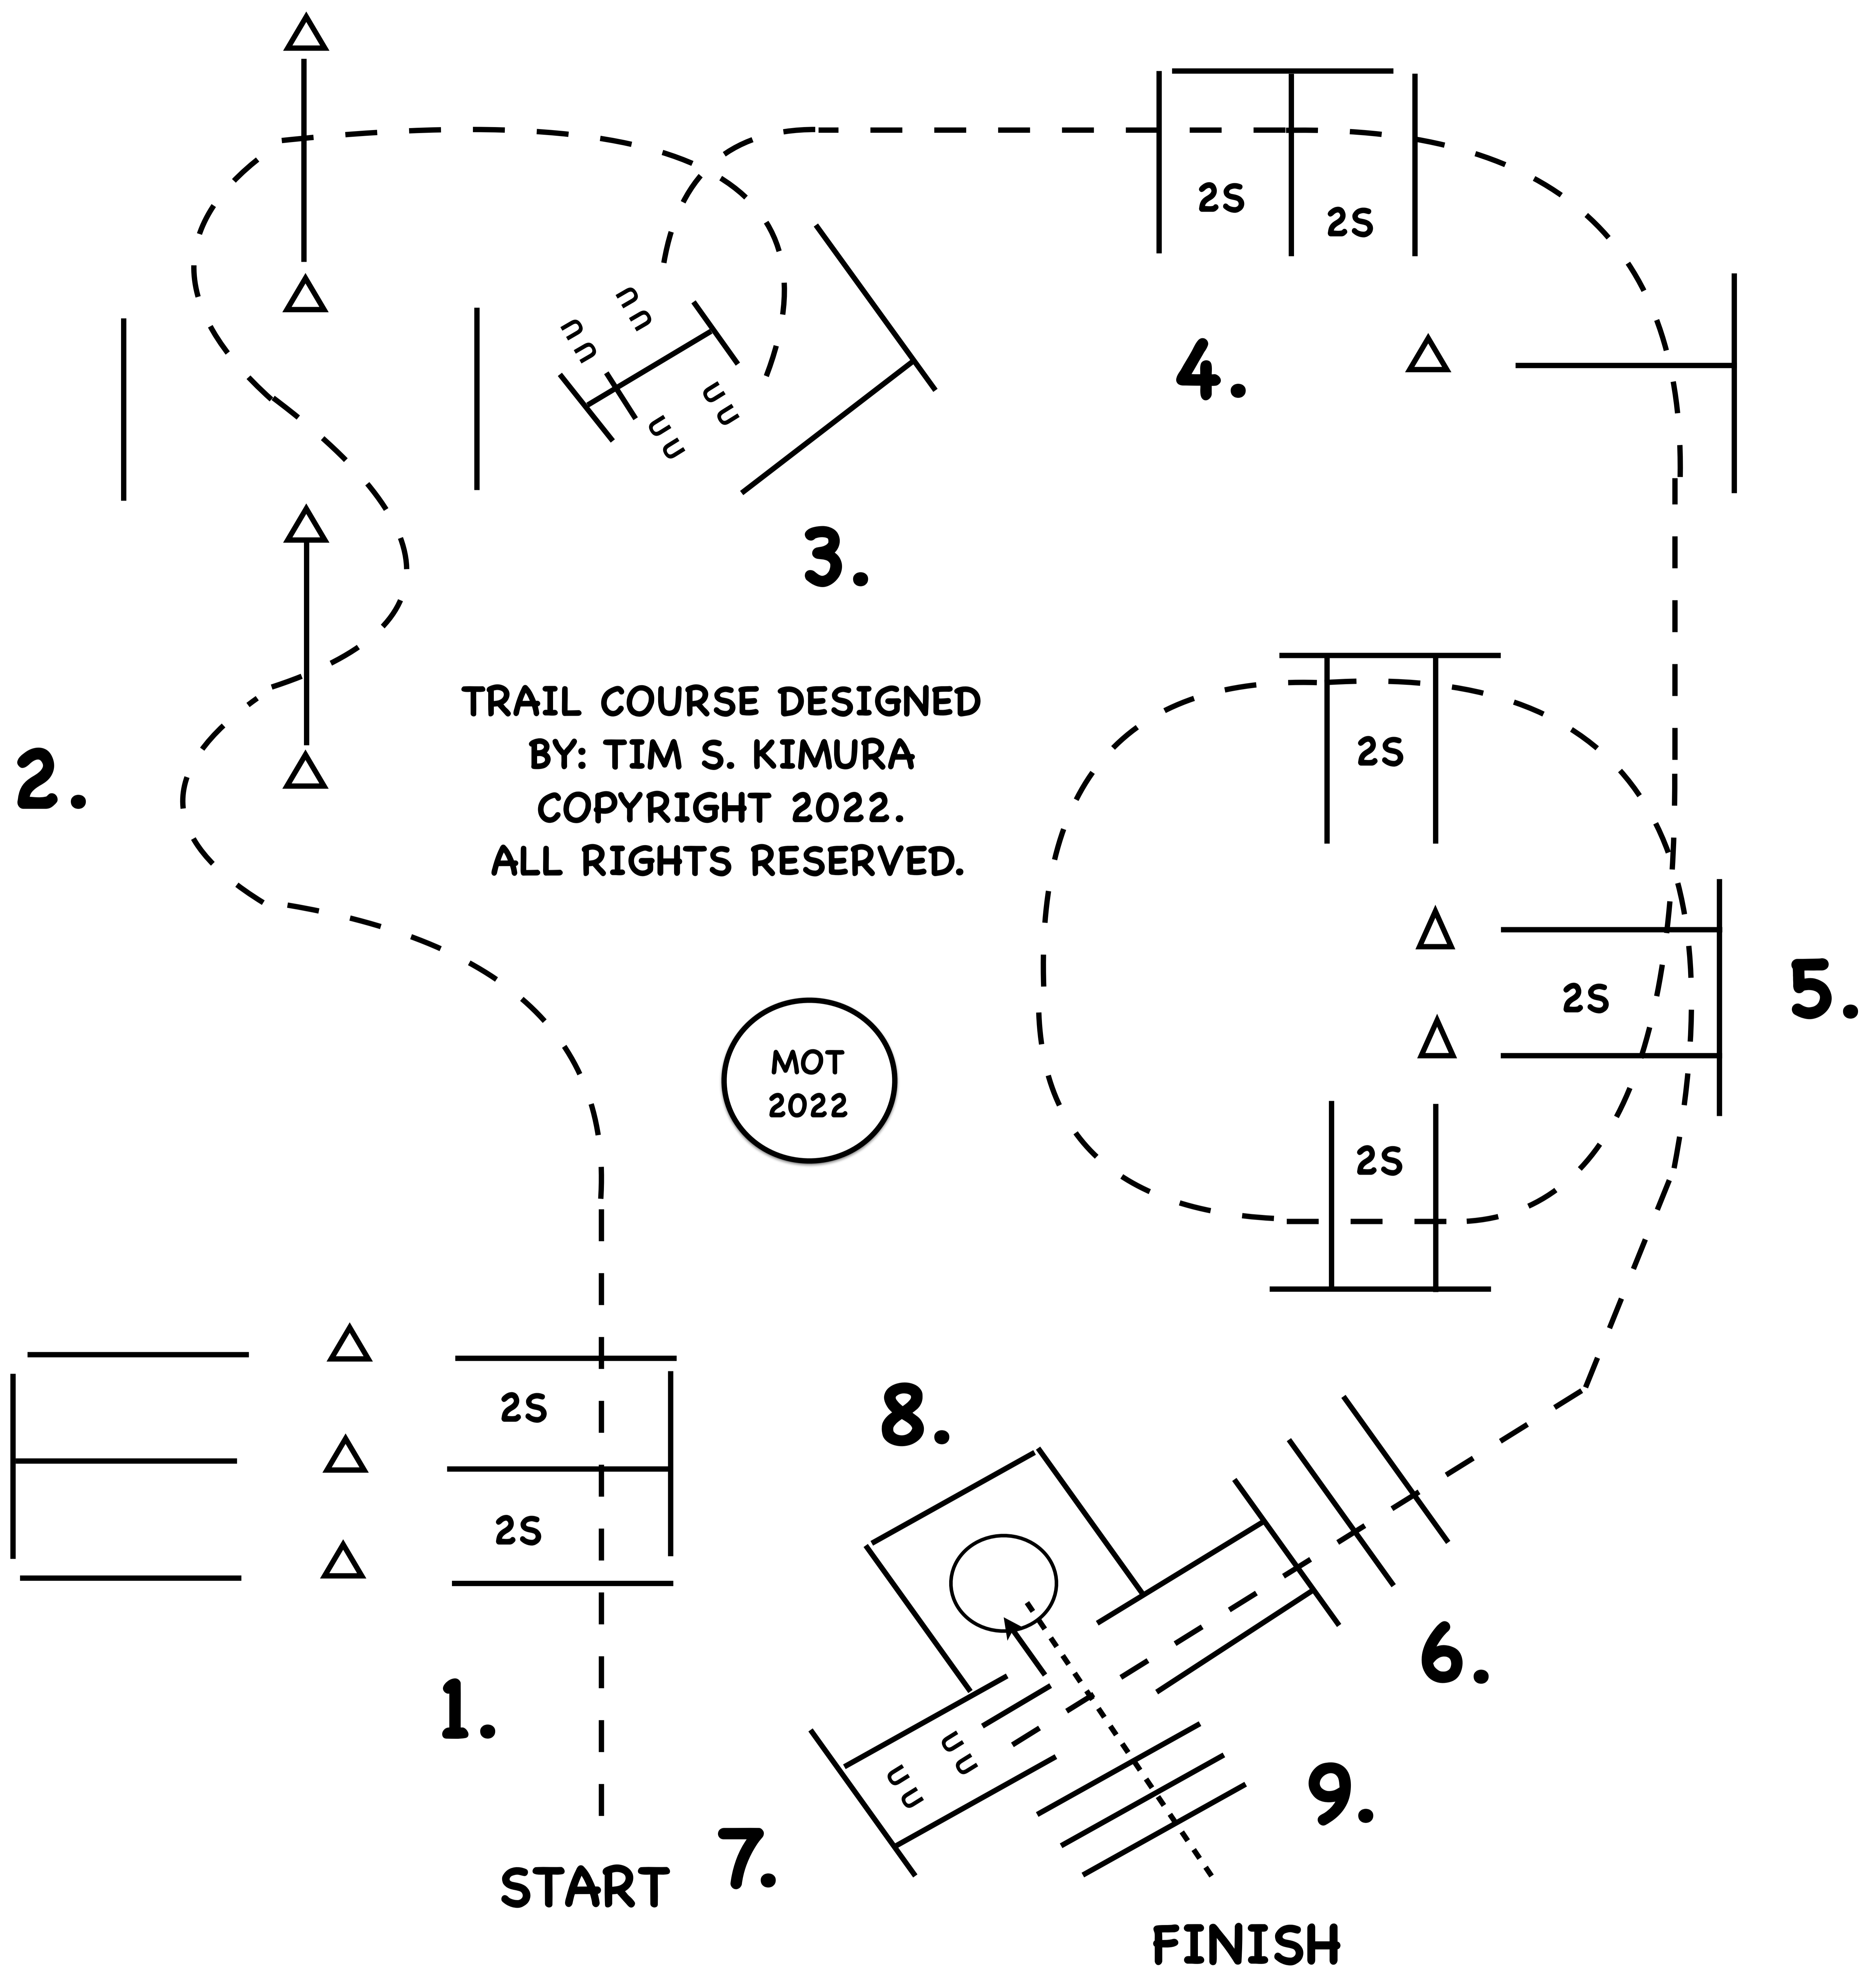 2S
2S
4.
3.
TRAIL COURSE DESIGNED
BY: TIM S. KIMURA
COPYRIGHT 2022.
ALL RIGHTS RESERVED.
2.
2S
2S
5.
MOT
2022
2S
2S
2S
8.
1.
6.
7.
9.
START
FINISH